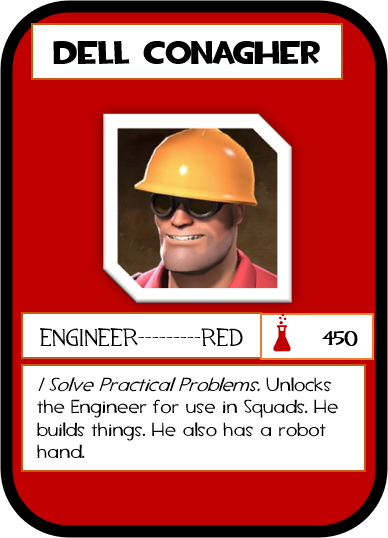 DELL CONAGHER
ENGINEER---------RED
450
I Solve Practical Problems. Unlocks
the Engineer for use in Squads. He
builds things. He also has a robot
hand.